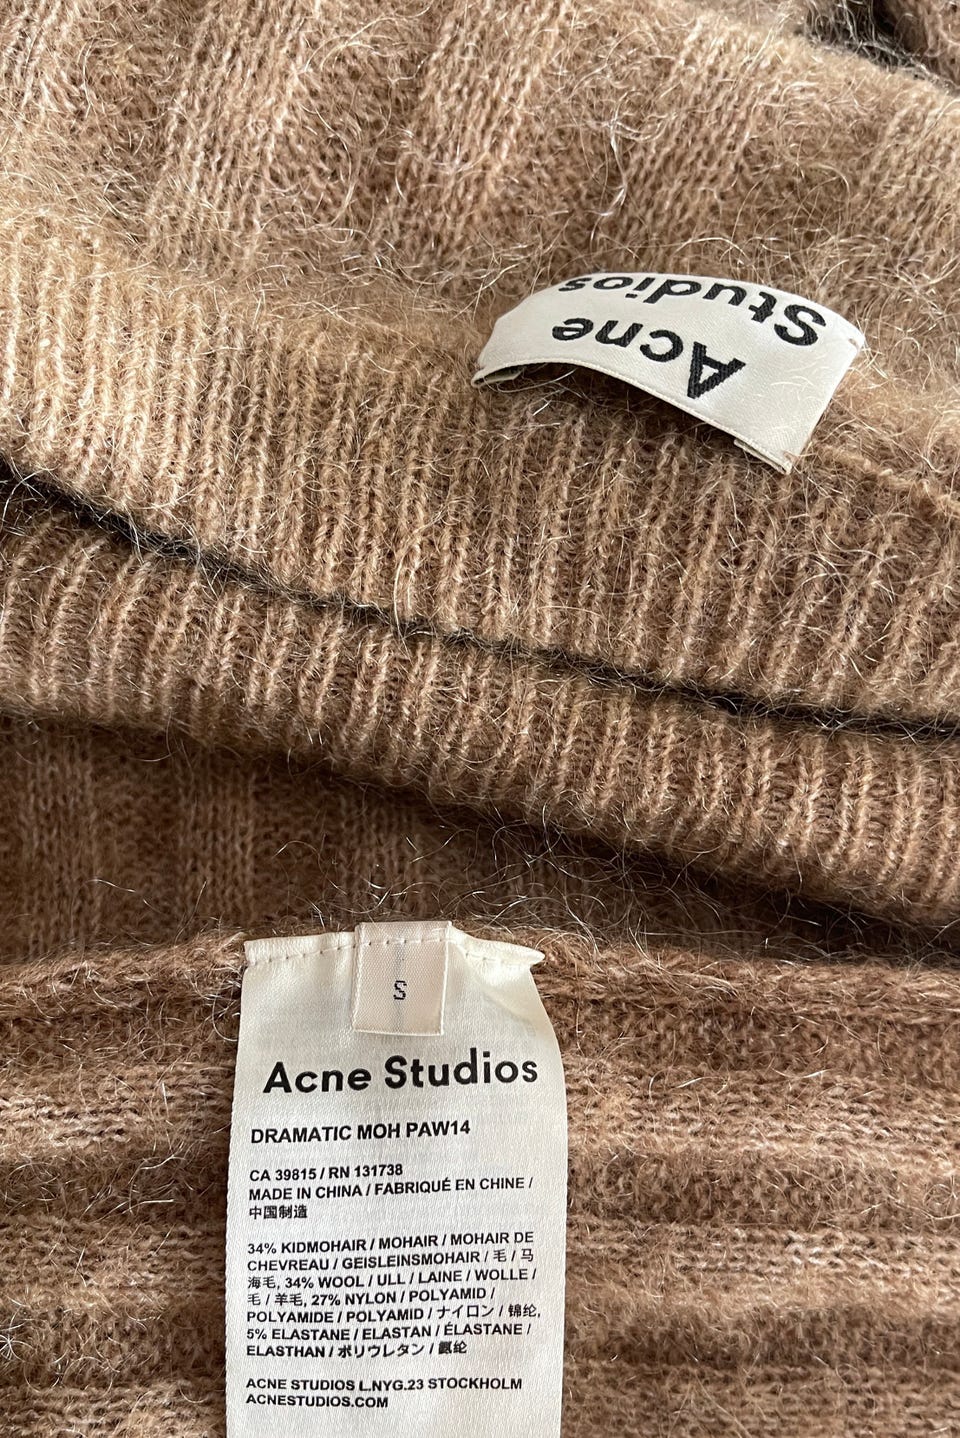 Acne
Studios
S
Acne Studios
DRAMATIC MOH PAW14
CA 39815 / RN 131738
MADE IN CHINA / FABRIQUÉ EN CHINE /
中国制造
34% KIDMOHAIR / MOHAIR / MOHAIR DE
CHEVREAU / GEISLEINSMOHAIR / 毛 / 马
海毛, 34% WOOL / ULL / LAINE / WOLLE /
毛 / 羊毛, 27% NYLON / POLYAMID /
POLYAMIDE / POLYAMID / ナイロン / 锦纶,
5% ELASTANE / ELASTAN / ÉLASTANE /
ELASTHAN / ポリウレタン / 氨纶
ACNE STUDIOS L.NYG.23 STOCKHOLM
ACNESTUDIOS.COM